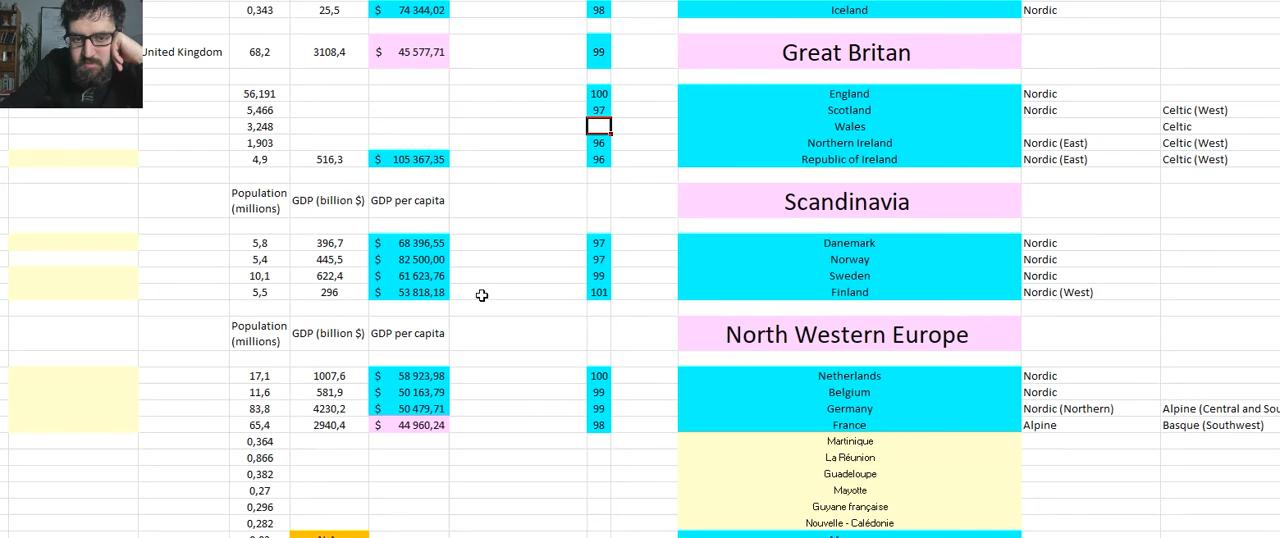 0,343 25,5 $ 74 344,02 98 Iceland Nordic
United Kingdom 68,2 3108,4 $ 45 577,71 99 Great Britan
56,191 100 England Nordic
5,466 97 Scotland Nordic Celtic (West)
3,248 Wales Celtic
1,903 96 Northern Ireland Nordic (East) Celtic (West)
4,9 516,3 $ 105 367,35 96 Republic of Ireland Nordic (East) Celtic (West)
Population (millions) GDP (billion $) GDP per capita Scandinavia
5,8 396,7 $ 68 396,55 97 Danemark Nordic
5,4 445,5 $ 82 500,00 97 Norway Nordic
10,1 622,4 $ 61 623,76 99 Sweden Nordic
5,5 296 $ 53 818,18 101 Finland Nordic (West)
Population (millions) GDP (billion $) GDP per capita North Western Europe
17,1 1007,6 $ 58 923,98 100 Netherlands Nordic
11,6 581,9 $ 50 163,79 99 Belgium Nordic
83,8 4230,2 $ 50 479,71 99 Germany Nordic (Northern) Alpine (Central and Sou
65,4 2940,4 $ 44 960,24 98 France Alpine Basque (Southwest)
0,364 Martinique
0,866 La Réunion
0,382 Guadeloupe
0,27 Mayotte
0,296 Guyane française
0,282 Nouvelle - Calédonie